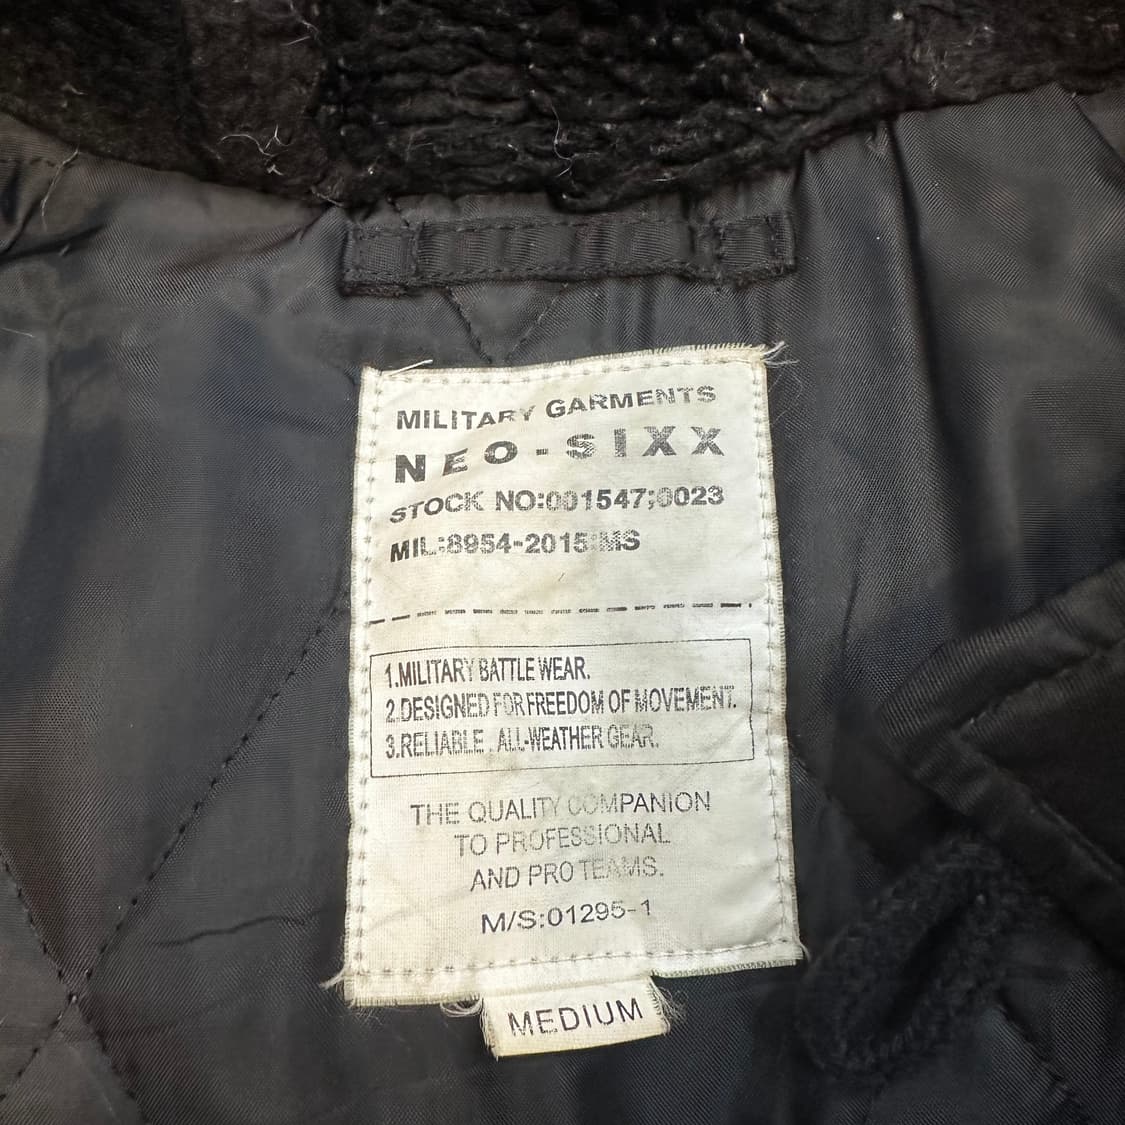 MILITARY GARMENTS
NEO-SIXX
STOCK NO:001547;0023
MIL:8954-2015:MS
1.MILITARY BATTLE WEAR.
2.DESIGNED FOR FREEDOM OF MOVEMENT.
3.RELIABLE , ALL-WEATHER GEAR.
THE QUALITY COMPANION
TO PROFESSIONAL
AND PRO TEAMS.
M/S:01295-1
MEDIUM